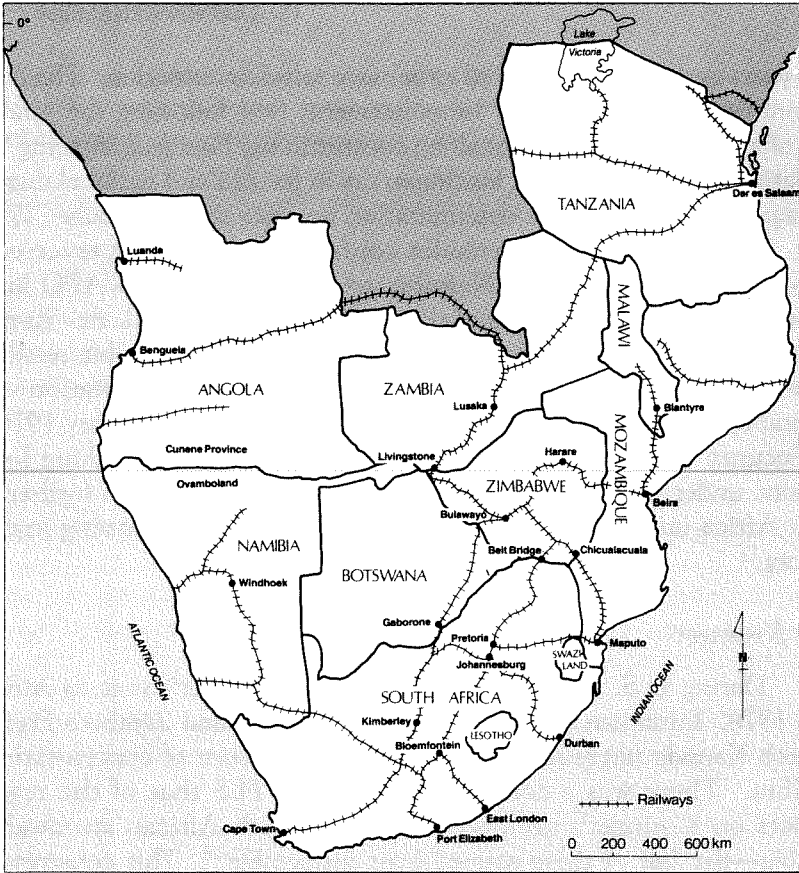 0°
Lake
Victoria
TANZANIA
Dar es Salaam
Luanda
MALAWI
Benguela
ANGOLA
ZAMBIA
Lusaka
Blantyre
MOZAMBIQUE
Cunene Province
Livingstone
Harare
Ovamboland
ZIMBABWE
Beira
Bulawayo
NAMIBIA
Beit Bridge
Chicualacuala
BOTSWANA
Windhoek
Gaborone
Pretoria
Maputo
Johannesburg
SWAZI
LAND
ATLANTIC OCEAN
INDIAN OCEAN
N
SOUTH AFRICA
Kimberley
LESOTHO
Bloemfontein
Durban
Railways
East London
Cape Town
Port Elizabeth
0 200 400 600 km